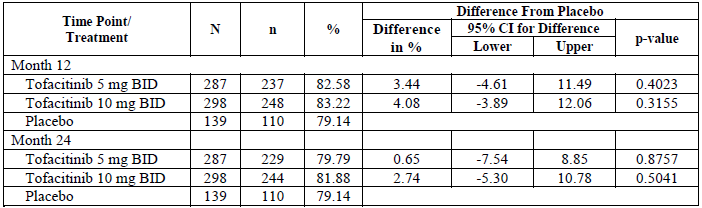 Time Point/ Treatment N n % Difference From Placebo
Difference in % 95% CI for Difference p-value
Lower Upper
Month 12
Tofacitinib 5 mg BID 287 237 82.58 3.44 -4.61 11.49 0.4023
Tofacitinib 10 mg BID 298 248 83.22 4.08 -3.89 12.06 0.3155
Placebo 139 110 79.14
Month 24
Tofacitinib 5 mg BID 287 229 79.79 0.65 -7.54 8.85 0.8757
Tofacitinib 10 mg BID 298 244 81.88 2.74 -5.30 10.78 0.5041
Placebo 139 110 79.14